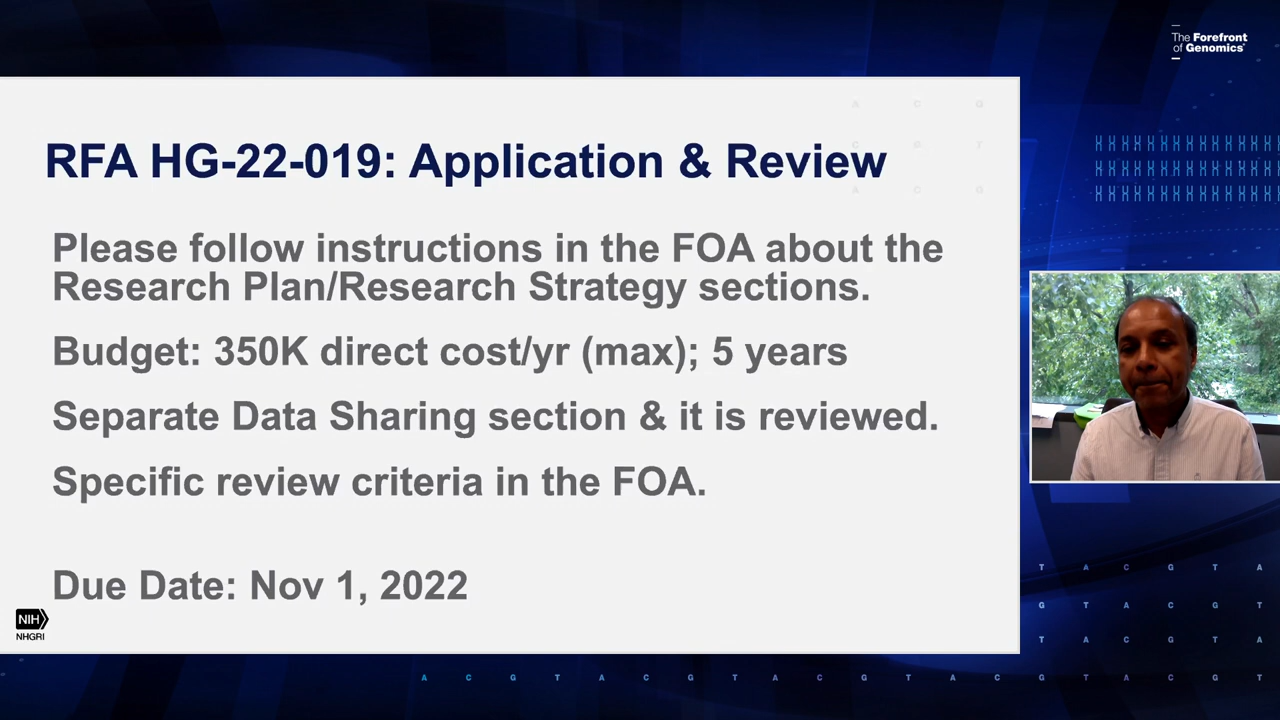 The Forefront
of Genomics®
A C G
C G T
A C G
RFA HG-22-019: Application & Review
Please follow instructions in the FOA about the
Research Plan/Research Strategy sections.
Budget: 350K direct cost/yr (max); 5 years
Separate Data Sharing section & it is reviewed.
Specific review criteria in the FOA.
Due Date: Nov 1, 2022
NIH
NHGRI
T A C G T A
G T A C G T
T A C G T A
A C G T A C G T A C G T A C G T A C G T